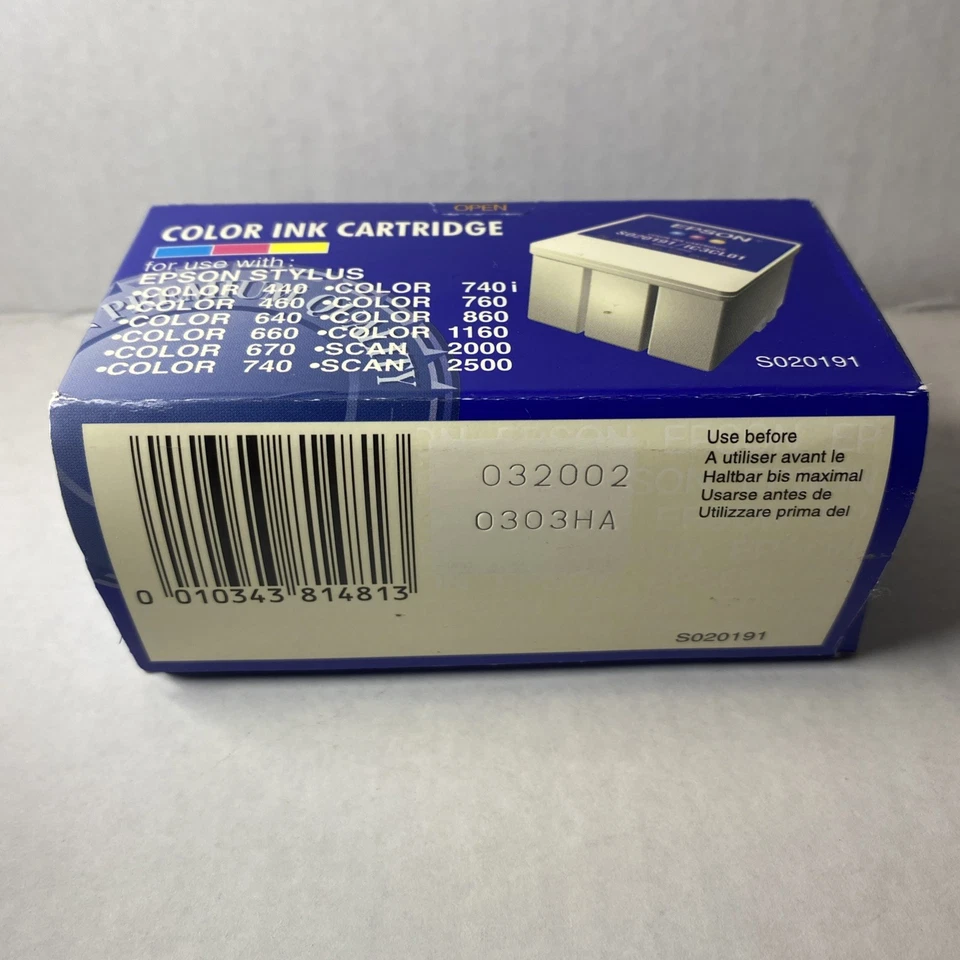 OPEN
COLOR INK CARTRIDGE
for use with:
EPSON STYLUS
•COLOR 440 •COLOR 740i
•COLOR 460 •COLOR 760
•COLOR 640 •COLOR 860
•COLOR 660 •COLOR 1160
•COLOR 670 •SCAN 2000
•COLOR 740 •SCAN 2500
EPSON
S020191 / IC3CL01
S020191
0 010343 814813
032002
0303HA
Use before
A utiliser avant le
Haltbar bis maximal
Usarse antes de
Utilizzare prima del
S020191